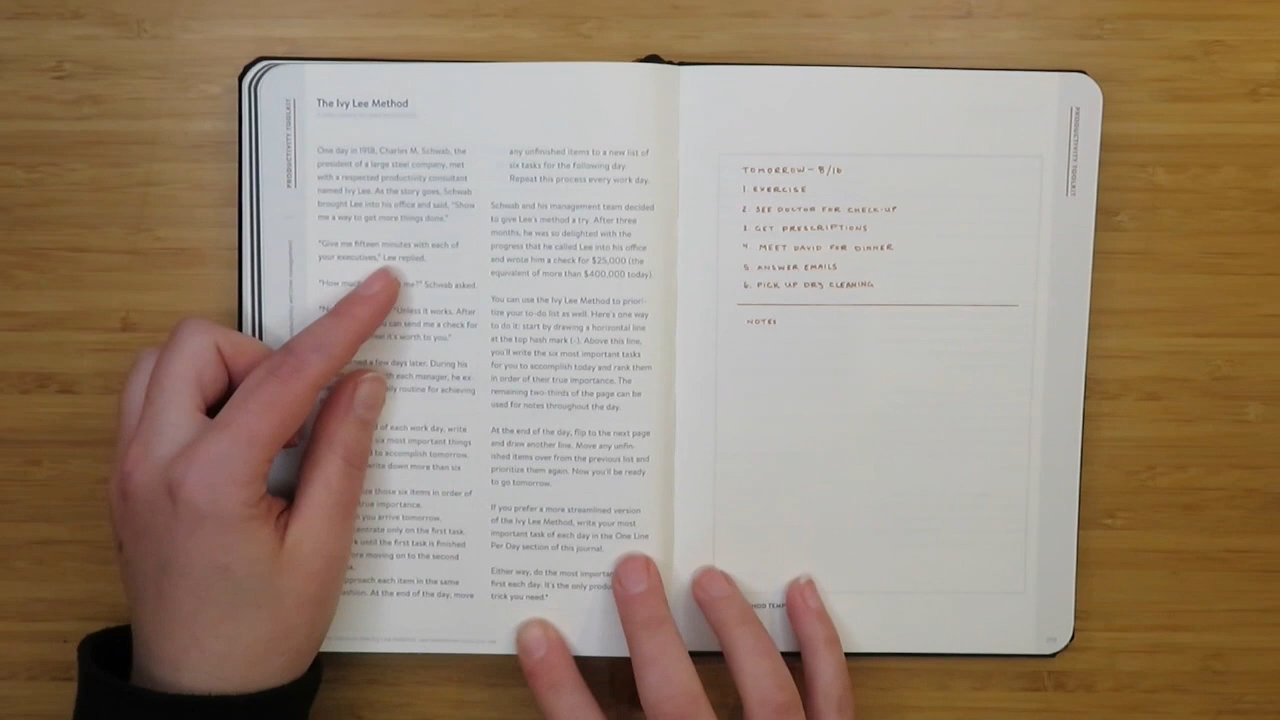 The Ivy Lee Method
PRODUCTIVITY TOOLKIT
One day in 1918, Charles M. Schwab, the
president of a large steel company, met
with a respected productivity consultant
named Ivy Lee. As the story goes, Schwab
brought Lee into his office and said, "Show
me a way to get more things done."
"Give me fifteen minutes with each of
your executives," Lee replied.
"How much me?" Schwab asked.
"Unless it works. After
can send me a check for
it's worth to you."
a few days later. During his
each manager, he ex-
routine for achieving
of each work day, write
six most important things
to accomplish tomorrow.
write down more than six
those six items in order of
true importance.
you arrive tomorrow,
only on the first task.
until the first task is finished
moving on to the second
each item in the same
At the end of the day, move
any unfinished items to a new list of
six tasks for the following day.
Repeat this process every work day.
Schwab and his management team decided
to give Lee's method a try. After three
months, he was so delighted with the
progress that he called Lee into his office
and wrote him a check for $25,000 (the
equivalent of more than $400,000 today).
You can use the Ivy Lee Method to priori-
tize your to-do list as well. Here's one way
to do it: start by drawing a horizontal line
at the top hash mark (-). Above this line,
you'll write the six most important tasks
for you to accomplish today and rank them
in order of their true importance. The
remaining two-thirds of the page can be
used for notes throughout the day.
At the end of the day, flip to the next page
and draw another line. Move any unfin-
ished items over from the previous list and
prioritize them again. Now you'll be ready
to go tomorrow.
If you prefer a more streamlined version
of the Ivy Lee Method, write your most
important task of each day in the One Line
Per Day section of this journal.
Either way, do the most
first each day. It's the only
trick you need.*
PRODUCTIVITY TOOLKIT
TOMORROW - 8/16
1. EXERCISE
2. SEE DOCTOR FOR CHECK-UP
3. GET PRESCRIPTIONS
4. MEET DAVID FOR DINNER
5. ANSWER EMAILS
6. PICK UP DRY CLEANING
NOTES